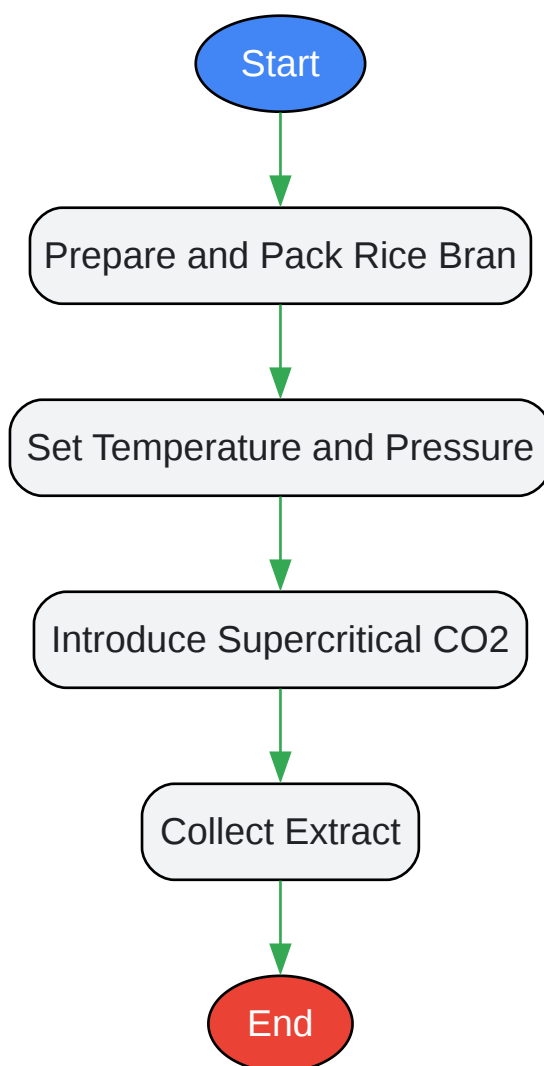 Start
Prepare and Pack Rice Bran
Set Temperature and Pressure
Introduce Supercritical CO2
Collect Extract
End